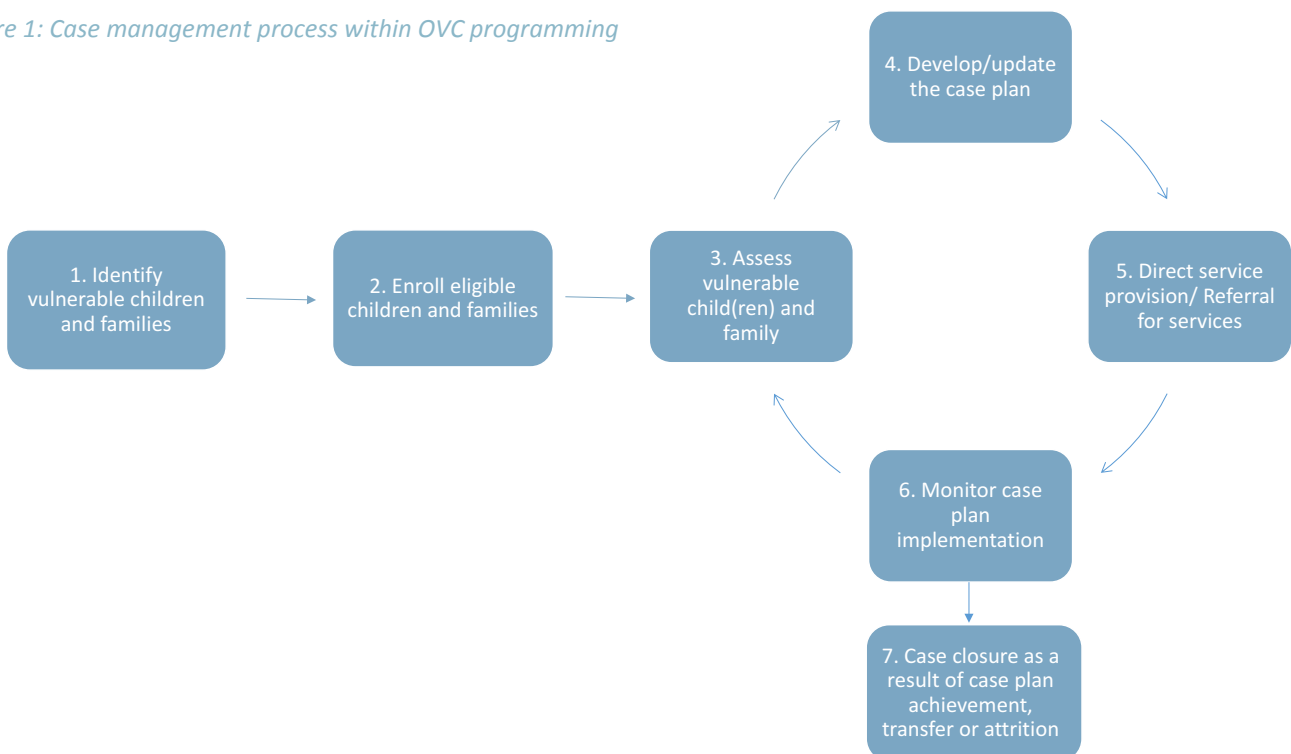 re 1: Case management process within OVC programming
4. Develop/update
the case plan
1. Identify
vulnerable children
and families
2. Enroll eligible
children and families
3. Assess
vulnerable
child(ren) and
family
5. Direct service
provision/ Referral
for services
6. Monitor case
plan
implementation
7. Case closure as a
result of case plan
achievement,
transfer or attrition